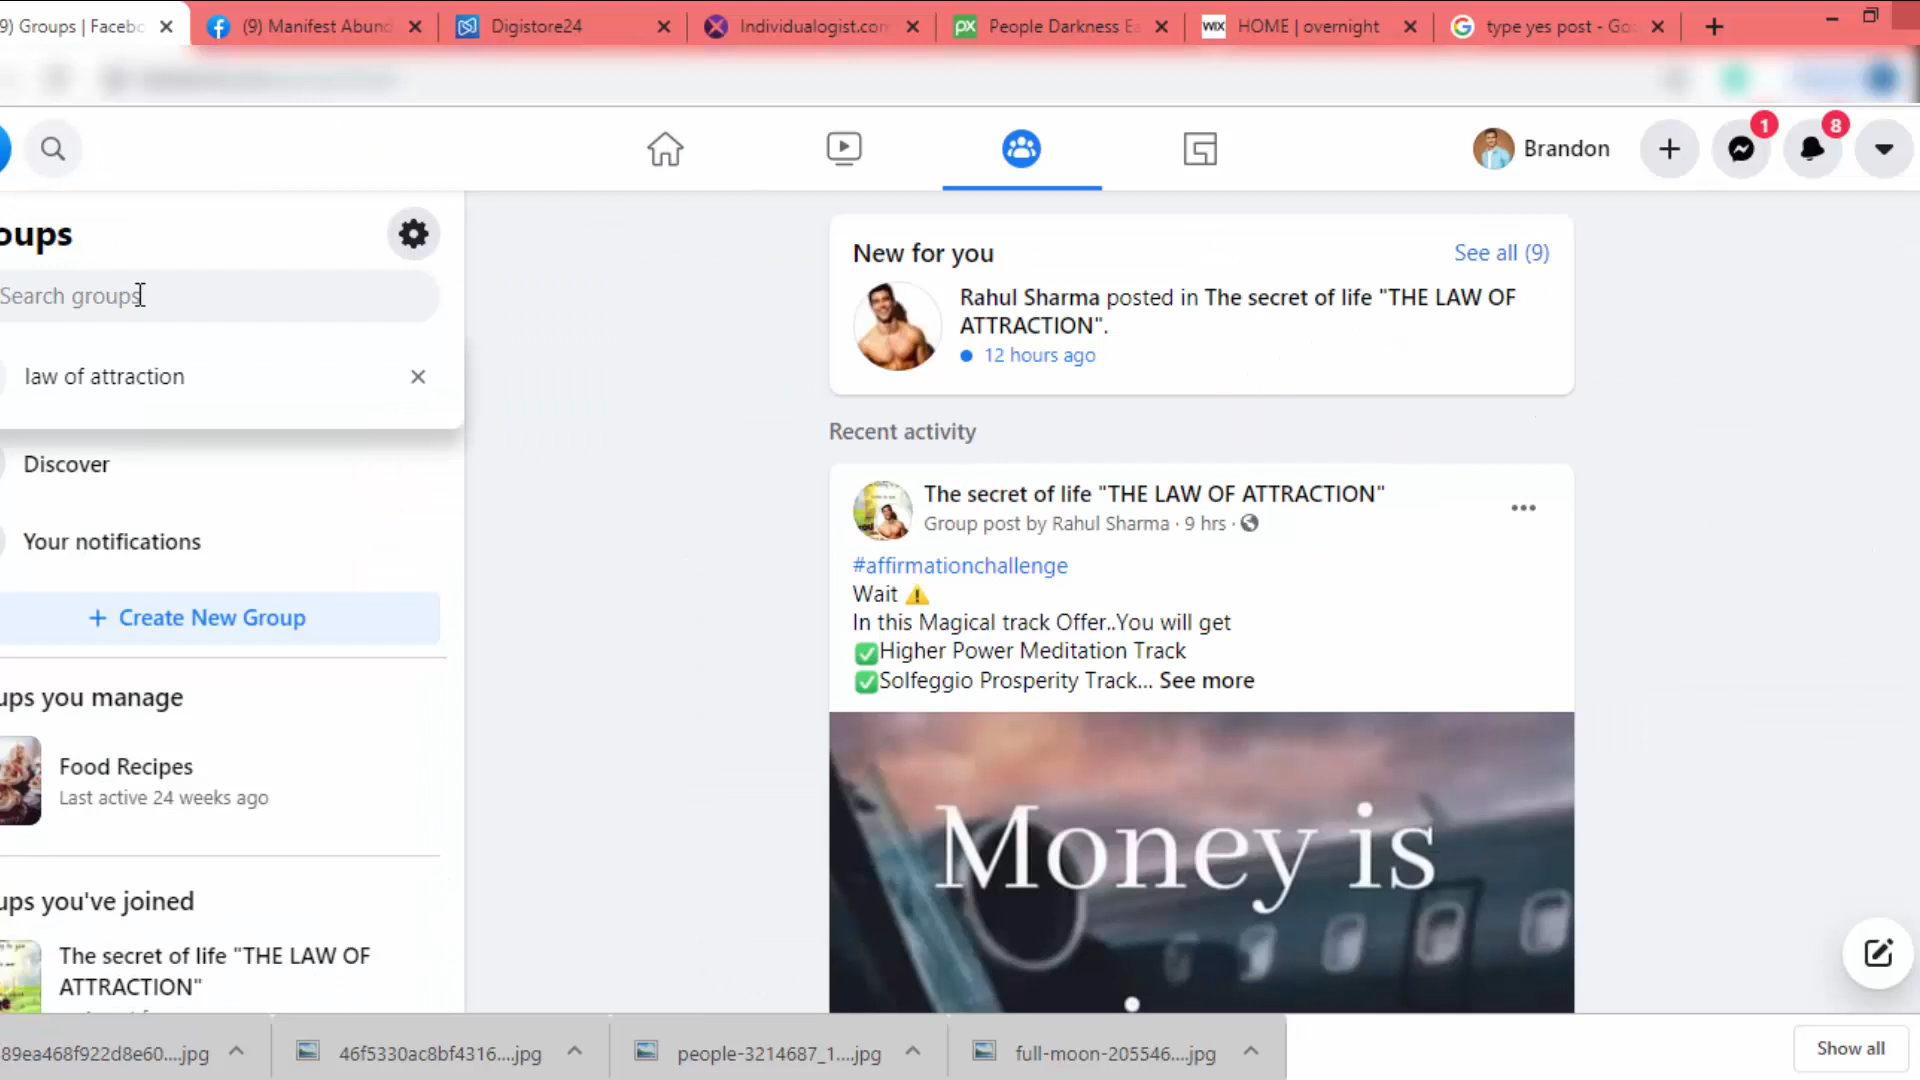 9) Groups | Facebo
(9) Manifest Abund
Digistore24
Individualogist.com
People Darkness Ea
WIX HOME | overnight
type yes post - Go
Brandon
1
8
oups
Search groups
law of attraction
Discover
Your notifications
+ Create New Group
ups you manage
Food Recipes
Last active 24 weeks ago
ups you've joined
The secret of life "THE LAW OF
ATTRACTION"
New for you
See all (9)
Rahul Sharma posted in The secret of life "THE LAW OF
ATTRACTION".
12 hours ago
Recent activity
The secret of life "THE LAW OF ATTRACTION"
Group post by Rahul Sharma · 9 hrs ·
#affirmationchallenge
Wait ⚠️
In this Magical track Offer..You will get
✅Higher Power Meditation Track
✅Solfeggio Prosperity Track... See more
Money is
89ea468f922d8e60....jpg
46f5330ac8bf4316....jpg
people-3214687_1....jpg
full-moon-205546....jpg
Show all